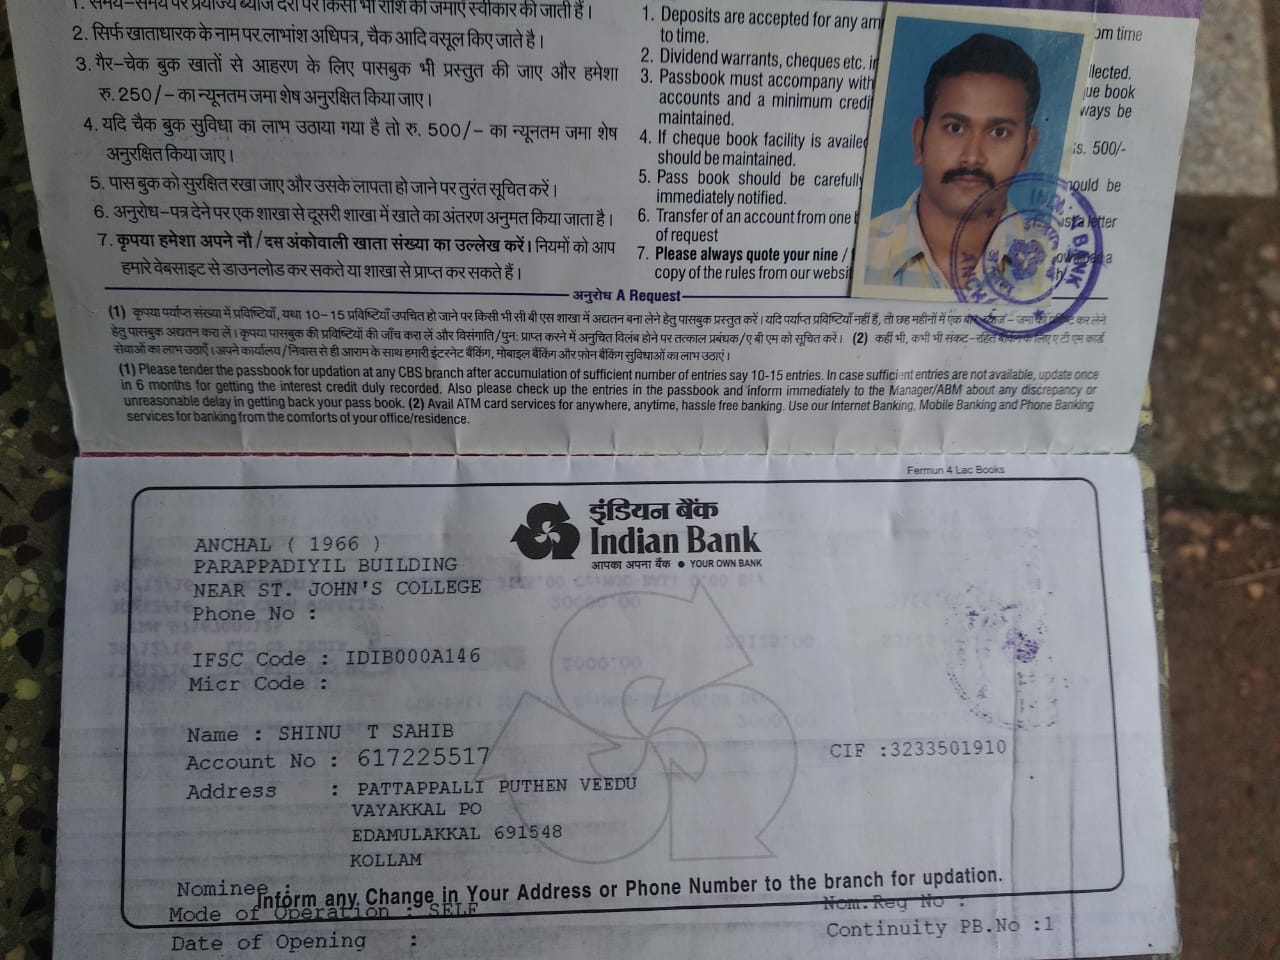 1. समय-समय पर प्रयोज्य ब्याज दरों पर किसी भी राशि की जमाएँ स्वीकार की जाती हैं।
2. सिर्फ खाताधारक के नाम पर लाभांश अधिपत्र, चैक आदि वसूल किए जाते है।
3. गैर-चेक बुक खातों से आहरण के लिए पासबुक भी प्रस्तुत की जाए और हमेशा
रु. 250/- का न्यूनतम जमा शेष अनुरक्षित किया जाए।
4. यदि चैक बुक सुविधा का लाभ उठाया गया है तो रु. 500/- का न्यूनतम जमा शेष
अनुरक्षित किया जाए।
5. पास बुक को सुरक्षित रखा जाए और उसके लापता हो जाने पर तुरंत सूचित करें।
6. अनुरोध-पत्र देने पर एक शाखा से दूसरी शाखा में खाते का अंतरण अनुमत किया जाता है।
7. कृपया हमेशा अपने नौ/दस अंकोवाली खाता संख्या का उल्लेख करें। नियमों को आप
हमारे वेबसाइट से डाउनलोड कर सकते या शाखा से प्राप्त कर सकते हैं।
1. Deposits are accepted for any am om time
to time.
2. Dividend warrants, cheques etc. llected.
3. Passbook must accompany with ue book
accounts and a minimum credi ways be
maintained.
4. If cheque book facility is availe s. 500/-
should be maintained.
5. Pass book should be carefully hould be
immediately notified.
6. Transfer of an account from one letter
of request
7. Please always quote your nine /
copy of the rules from our websi
INDIAN BANK
ANCHAL
अनुरोध A Request
(1) कृपया पर्याप्त संख्या में प्रविष्टियाँ, यथा 10-15 प्रविष्टियाँ उपचित हो जाने पर किसी भी सी बी एस शाखा में अद्यतन बना लेने हेतु पासबुक प्रस्तुत करें। यदि पर्याप्त प्रविष्टियाँ नहीं हैं, तो छह महीनों में एक बार ब्याज - जमा की कर लेने
हेतु पासबुक अद्यतन करा लें। कृपया पासबुक की प्रविष्टियों की जाँच करा लें और विसंगति/पुन: प्राप्त करने में अनुचित विलंब होने पर तत्काल प्रबंधक/ए बी एम को सूचित करें। (2) कहीं भी, कभी भी संकट-रहित बैंकिंग के लिए ए टी एम कार्ड
सेवाओं का लाभ उठाएँ। अपने कार्यालय/निवास से ही आराम के साथ हमारी इंटरनेट बैंकिंग, मोबाइल बैंकिंग और फोन बैंकिंग सुविधाओं का लाभ उठाएं।
(1) Please tender the passbook for updation at any CBS branch after accumulation of sufficient number of entries say 10-15 entries. In case sufficient entries are not available, update once
in 6 months for getting the interest credit duly recorded. Also please check up the entries in the passbook and inform immediately to the Manager/ABM about any discrepancy or
unreasonable delay in getting back your pass book. (2) Avail ATM card services for anywhere, anytime, hassle free banking. Use our Internet Banking, Mobile Banking and Phone Banking
services for banking from the comforts of your office/residence.
Fermun 4 Lac Books
इंडियन बैंक
Indian Bank
आपका अपना बैंक ● YOUR OWN BANK
ANCHAL ( 1966 )
PARAPPADIYIL BUILDING
NEAR ST. JOHN'S COLLEGE
Phone No :
IFSC Code : IDIB000A146
Micr Code :
Name : SHINU T SAHIB
Account No : 617225517 CIF :3233501910
Address : PATTAPPALLI PUTHEN VEEDU
VAYAKKAL PO
EDAMULAKKAL 691548
KOLLAM
Nominee :
Inform any Change in Your Address or Phone Number to the branch for updation.
Mode of Operation : SELF Nom.Reg No :
Date of Opening : Continuity PB.No :1